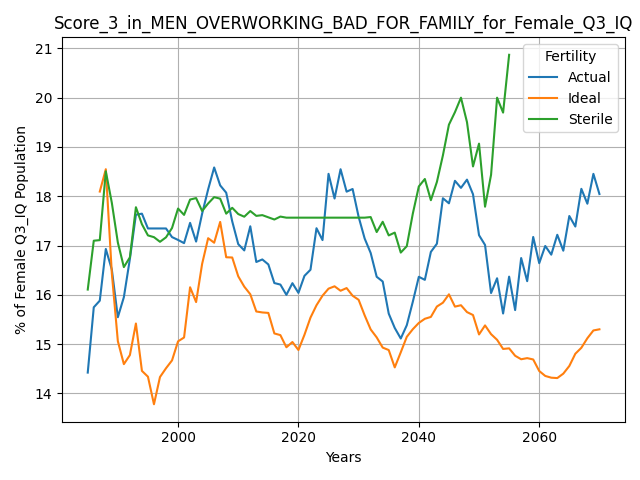 Score_3_in_MEN_OVERWORKING_BAD_FOR_FAMILY_for_Female_Q3_IQ
% of Female Q3_IQ Population
21
20
19
18
17
16
15
14
Fertility
Actual
Ideal
Sterile
2000 2020 2040 2060
Years